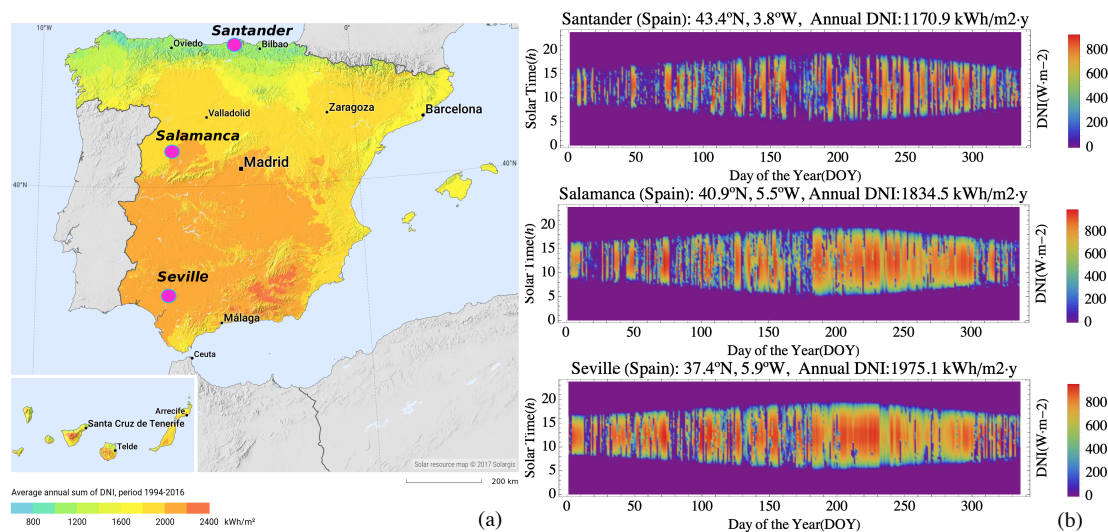 10°W
0°
Santander
Oviedo
Bilbao
Valladolid
Zaragoza
Barcelona
Salamanca
Madrid
40°N
40°N
Seville
Málaga
Ceuta
Arrecife
Santa Cruz de Tenerife
Telde
Solar resource map © 2017 Solargis
200 km
Average annual sum of DNI, period 1994-2016
800 1200 1600 2000 2400 kWh/m²
(a)
Santander (Spain): 43.4ºN, 3.8ºW, Annual DNI:1170.9 kWh/m2·y
Solar Time(h)
20
15
10
5
0
0 50 100 150 200 250 300
Day of the Year(DOY)
DNI(W·m−2)
800
600
400
200
0
Salamanca (Spain): 40.9ºN, 5.5ºW, Annual DNI:1834.5 kWh/m2·y
Solar Time(h)
20
15
10
5
0
0 50 100 150 200 250 300
Day of the Year(DOY)
DNI(W·m−2)
800
600
400
200
0
Seville (Spain): 37.4ºN, 5.9ºW, Annual DNI:1975.1 kWh/m2·y
Solar Time(h)
20
15
10
5
0
0 50 100 150 200 250 300
Day of the Year(DOY)
DNI(W·m−2)
800
600
400
200
0
(b)